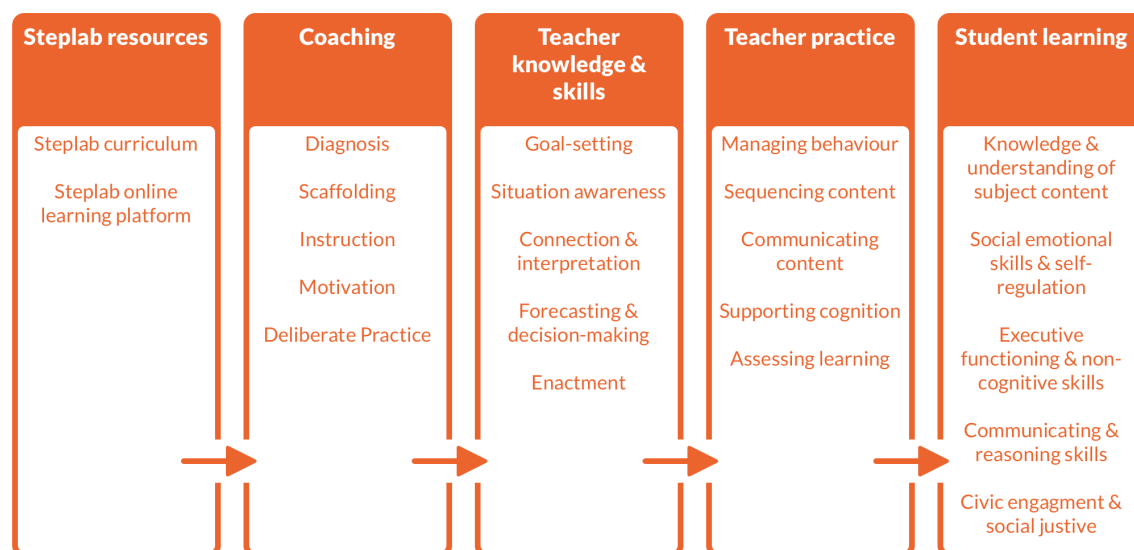 Steplab resources
Steplab curriculum
Steplab online
learning platform
Coaching
Diagnosis
Scaffolding
Instruction
Motivation
Deliberate Practice
Teacher
knowledge &
skills
Goal-setting
Situation awareness
Connection &
interpretation
Forecasting &
decision-making
Enactment
Teacher practice
Managing behaviour
Sequencing content
Communicating
content
Supporting cognition
Assessing learning
Student learning
Knowledge &
understanding of
subject content
Social emotional
skills & self-
regulation
Executive
functioning & non-
cognitive skills
Communicating &
reasoning skills
Civic engagment &
social justive